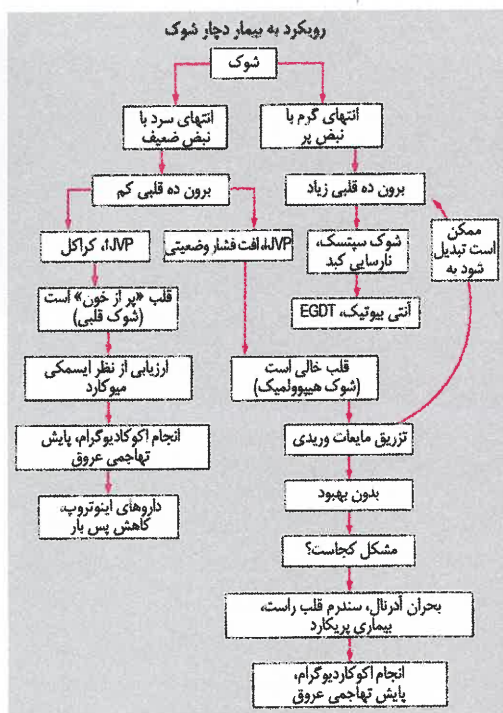 رویکرد به بیمار دچار شوک
شوک
انتهای گرم با
نبض پر
انتهای سرد با
نبض ضعیف
برون ده قلبی زیاد
برون ده قلبی کم
ممکن
است تبدیل
شود به
شوک سپتسک،
نارسایی کبد
↓JVP، افت فشار وضعیتی
↑JVP، کراکل
آنتی بیوتیک، EGDT
قلب «پر از خون» است
(شوک قلبی)
قلب خالی است
(شوک هیپوولمیک)
ارزیابی از نظر ایسمکی
میوکارد
تزریق مایعات وریدی
انجام اکوکادیوگرام، پایش
تهاجمی عروق
بدون بهبود
داروهای اینوتروپ،
کاهش پس بار
مشکل کجاست؟
بحران آدرنال، سندرم قلب راست،
بیماری پریکارد
انجام اکوکاردیوگرام،
پایش تهاجمی عروق